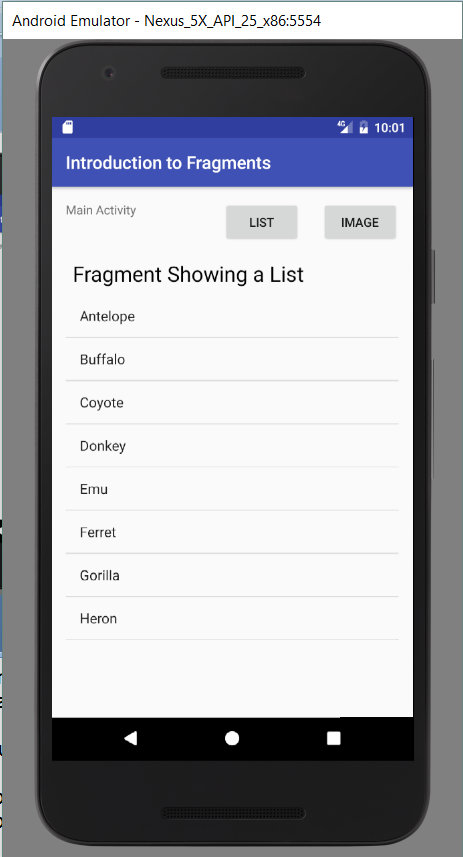 Android Emulator - Nexus_5X_API_25_x86:5554
4G 10:01
Introduction to Fragments
Main Activity LIST IMAGE
Fragment Showing a List
Antelope
Buffalo
Coyote
Donkey
Emu
Ferret
Gorilla
Heron